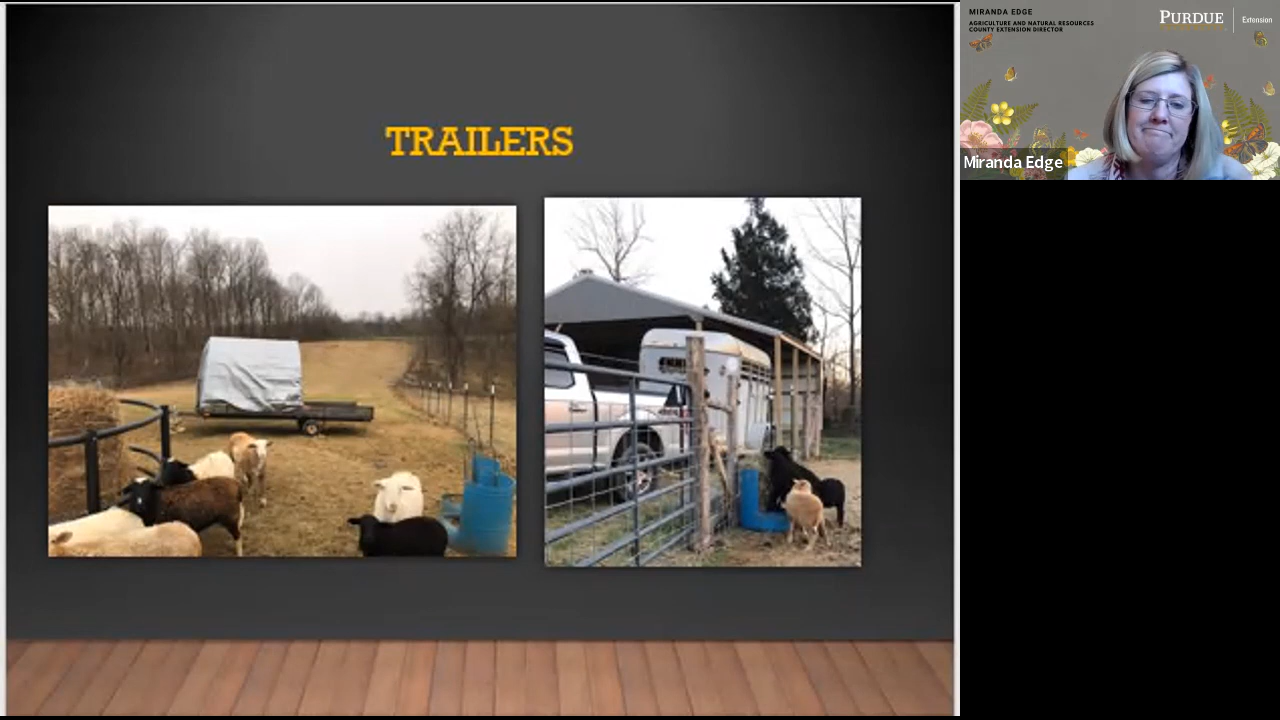 TRAILERS
MIRANDA EDGE
AGRICULTURE AND NATURAL RESOURCES
COUNTY EXTENSION DIRECTOR
PURDUE
Extension
Miranda Edge